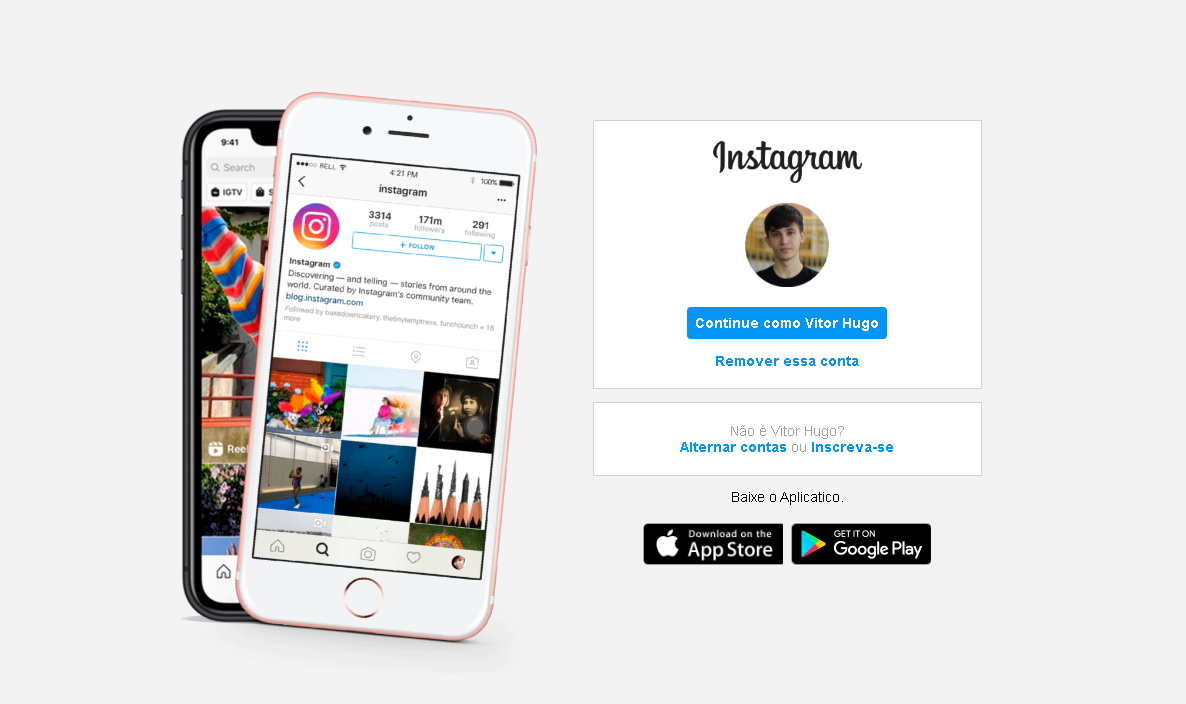 9:41
Search
IGTV
S
Reel
BELL
4:21 PM
100%
instagram
3314
171m
291
posts
followers
following
+ FOLLOW
Instagram
Discovering — and telling — stories from around the
world. Curated by Instagram's community team.
blog.instagram.com
Followed by bakedowncakery, thetinytemptress, funchpunch + 18
more
Instagram
Continue como Vitor Hugo
Remover essa conta
Não é Vitor Hugo?
Alternar contas ou Inscreva-se
Baixe o Aplicatico.
Download on the
App Store
GET IT ON
Google Play